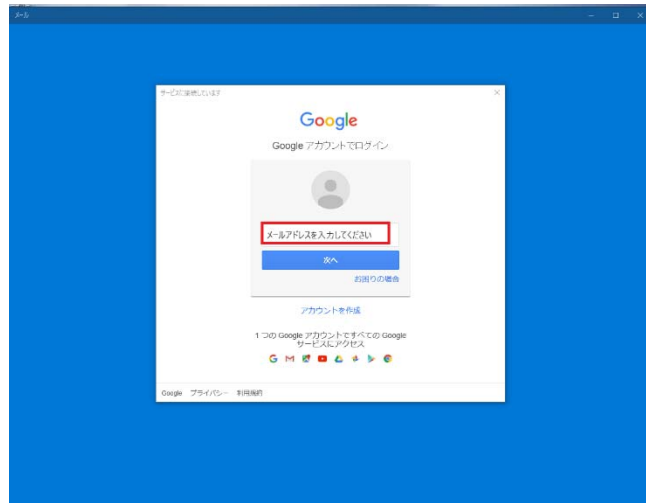 メール
サービスに接続しています
Google
Google アカウントでログイン
メールアドレスを入力してください
次へ
お困りの場合
アカウントを作成
1 つの Google アカウントですべての Google
サービスにアクセス
Google プライバシー 利用規約